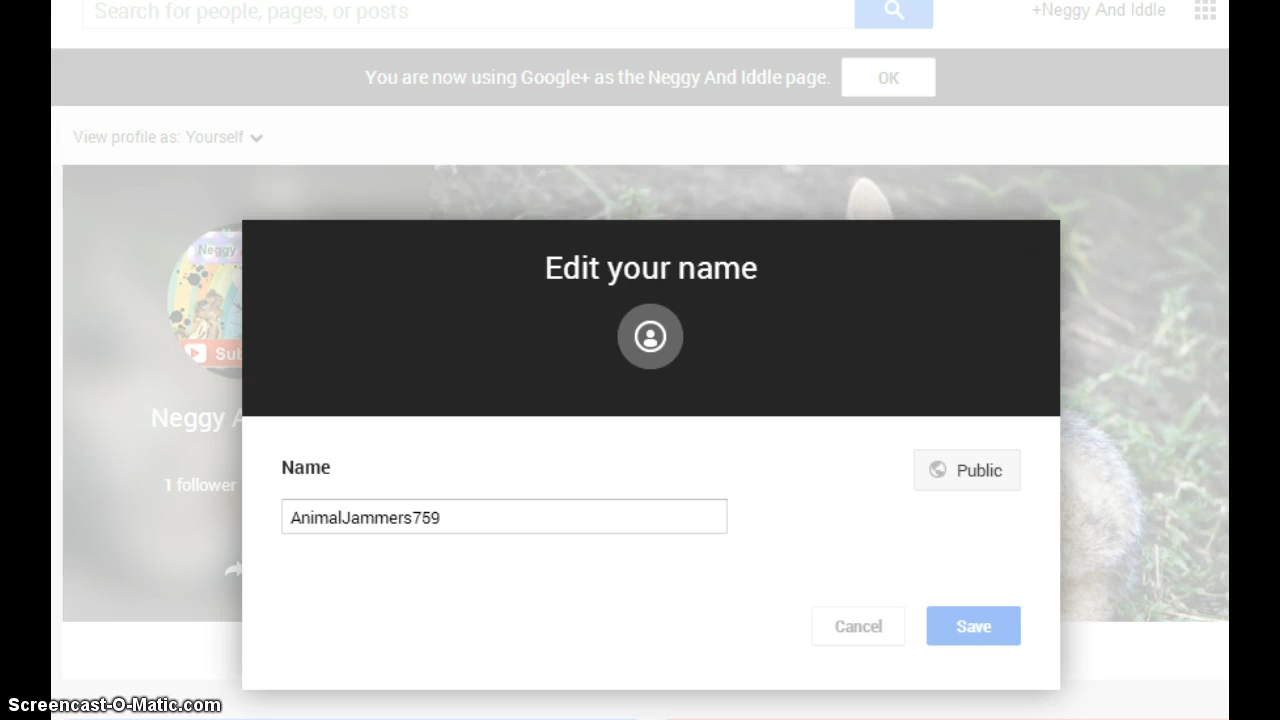 Search for people, pages, or posts
+Neggy And Iddle
You are now using Google+ as the Neggy And Iddle page.
OK
View profile as: Yourself
Neggy
Sub
Edit your name
Neggy A
1 follower
Name
Public
AnimalJammers759
Cancel
Save
Screencast-O-Matic.com